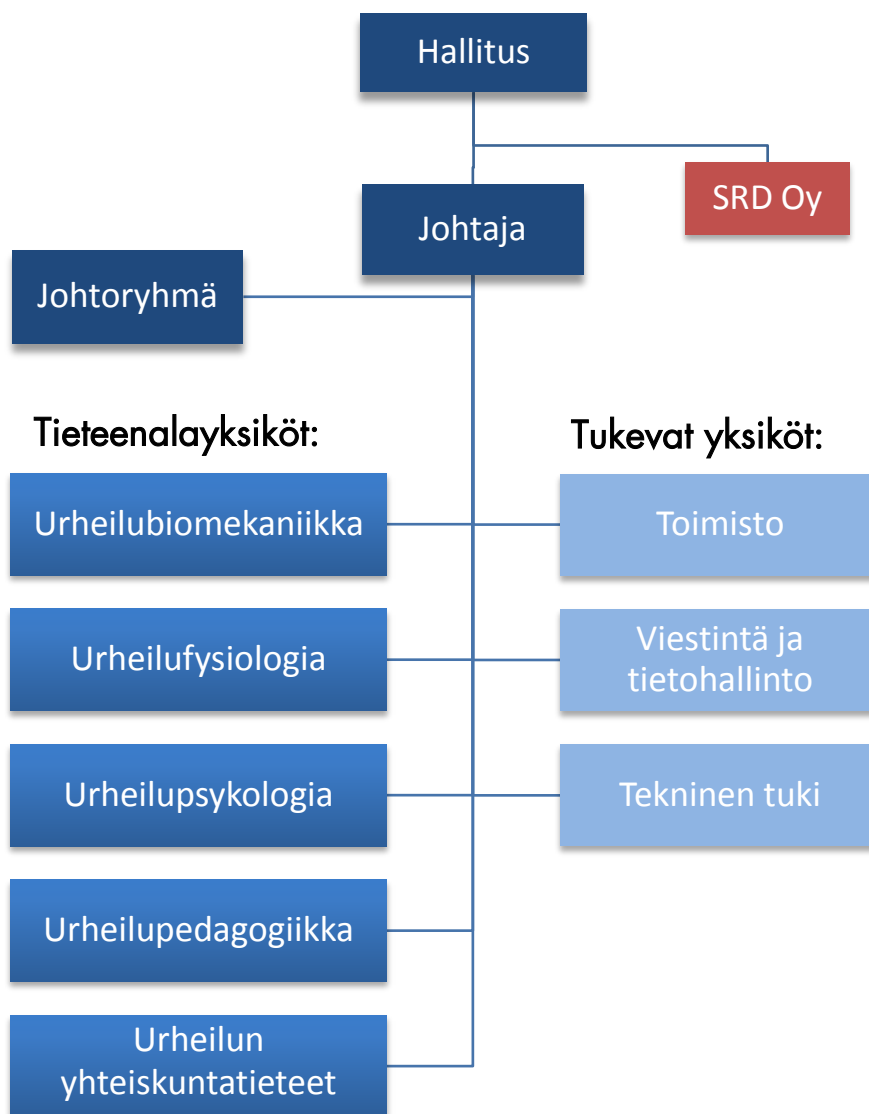 Hallitus
SRD Oy
Johtaja
Johtoryhmä
Tieteenalayksiköt:
Tukevat yksiköt:
Urheilubiomekaniikka
Toimisto
Urheilufysiologia
Viestintä ja
tietohallinto
Urheilupsykologia
Tekninen tuki
Urheilupedagogiikka
Urheilun
yhteiskuntatieteet